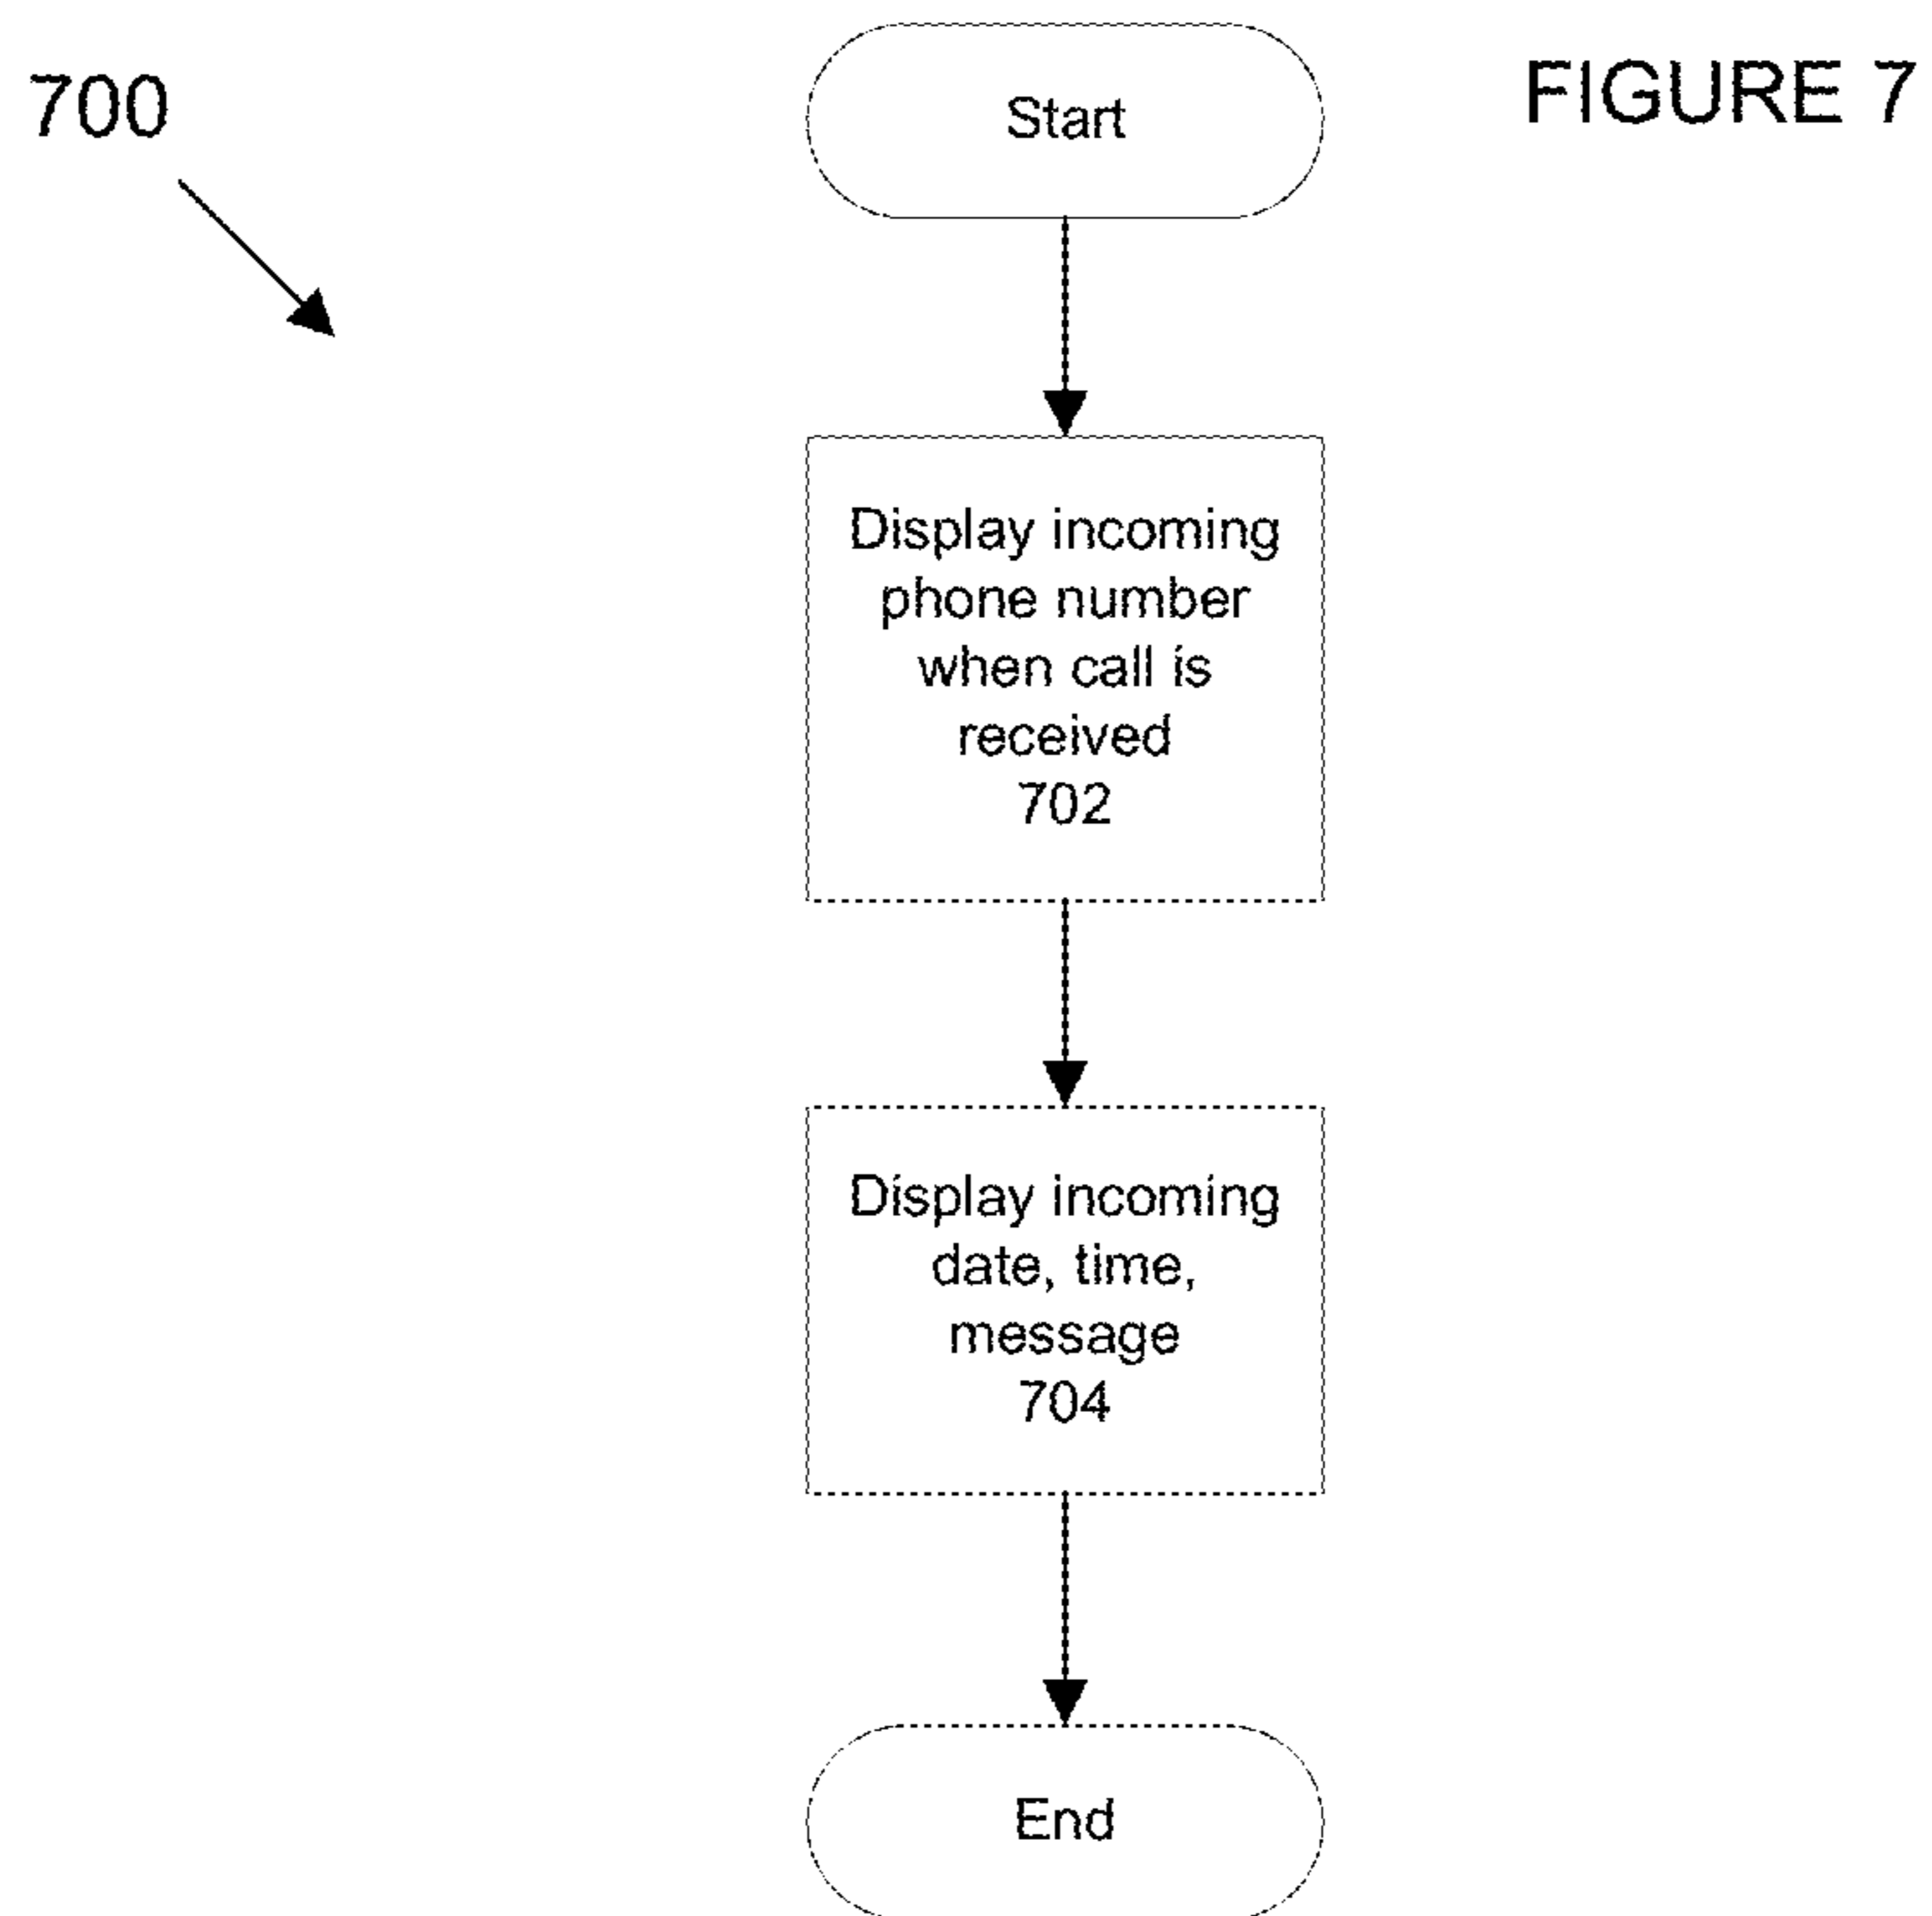 700
FIGURE 7
Start
Display incoming
phone number
when call is
received
702
Display incoming
date, time,
message
704
End